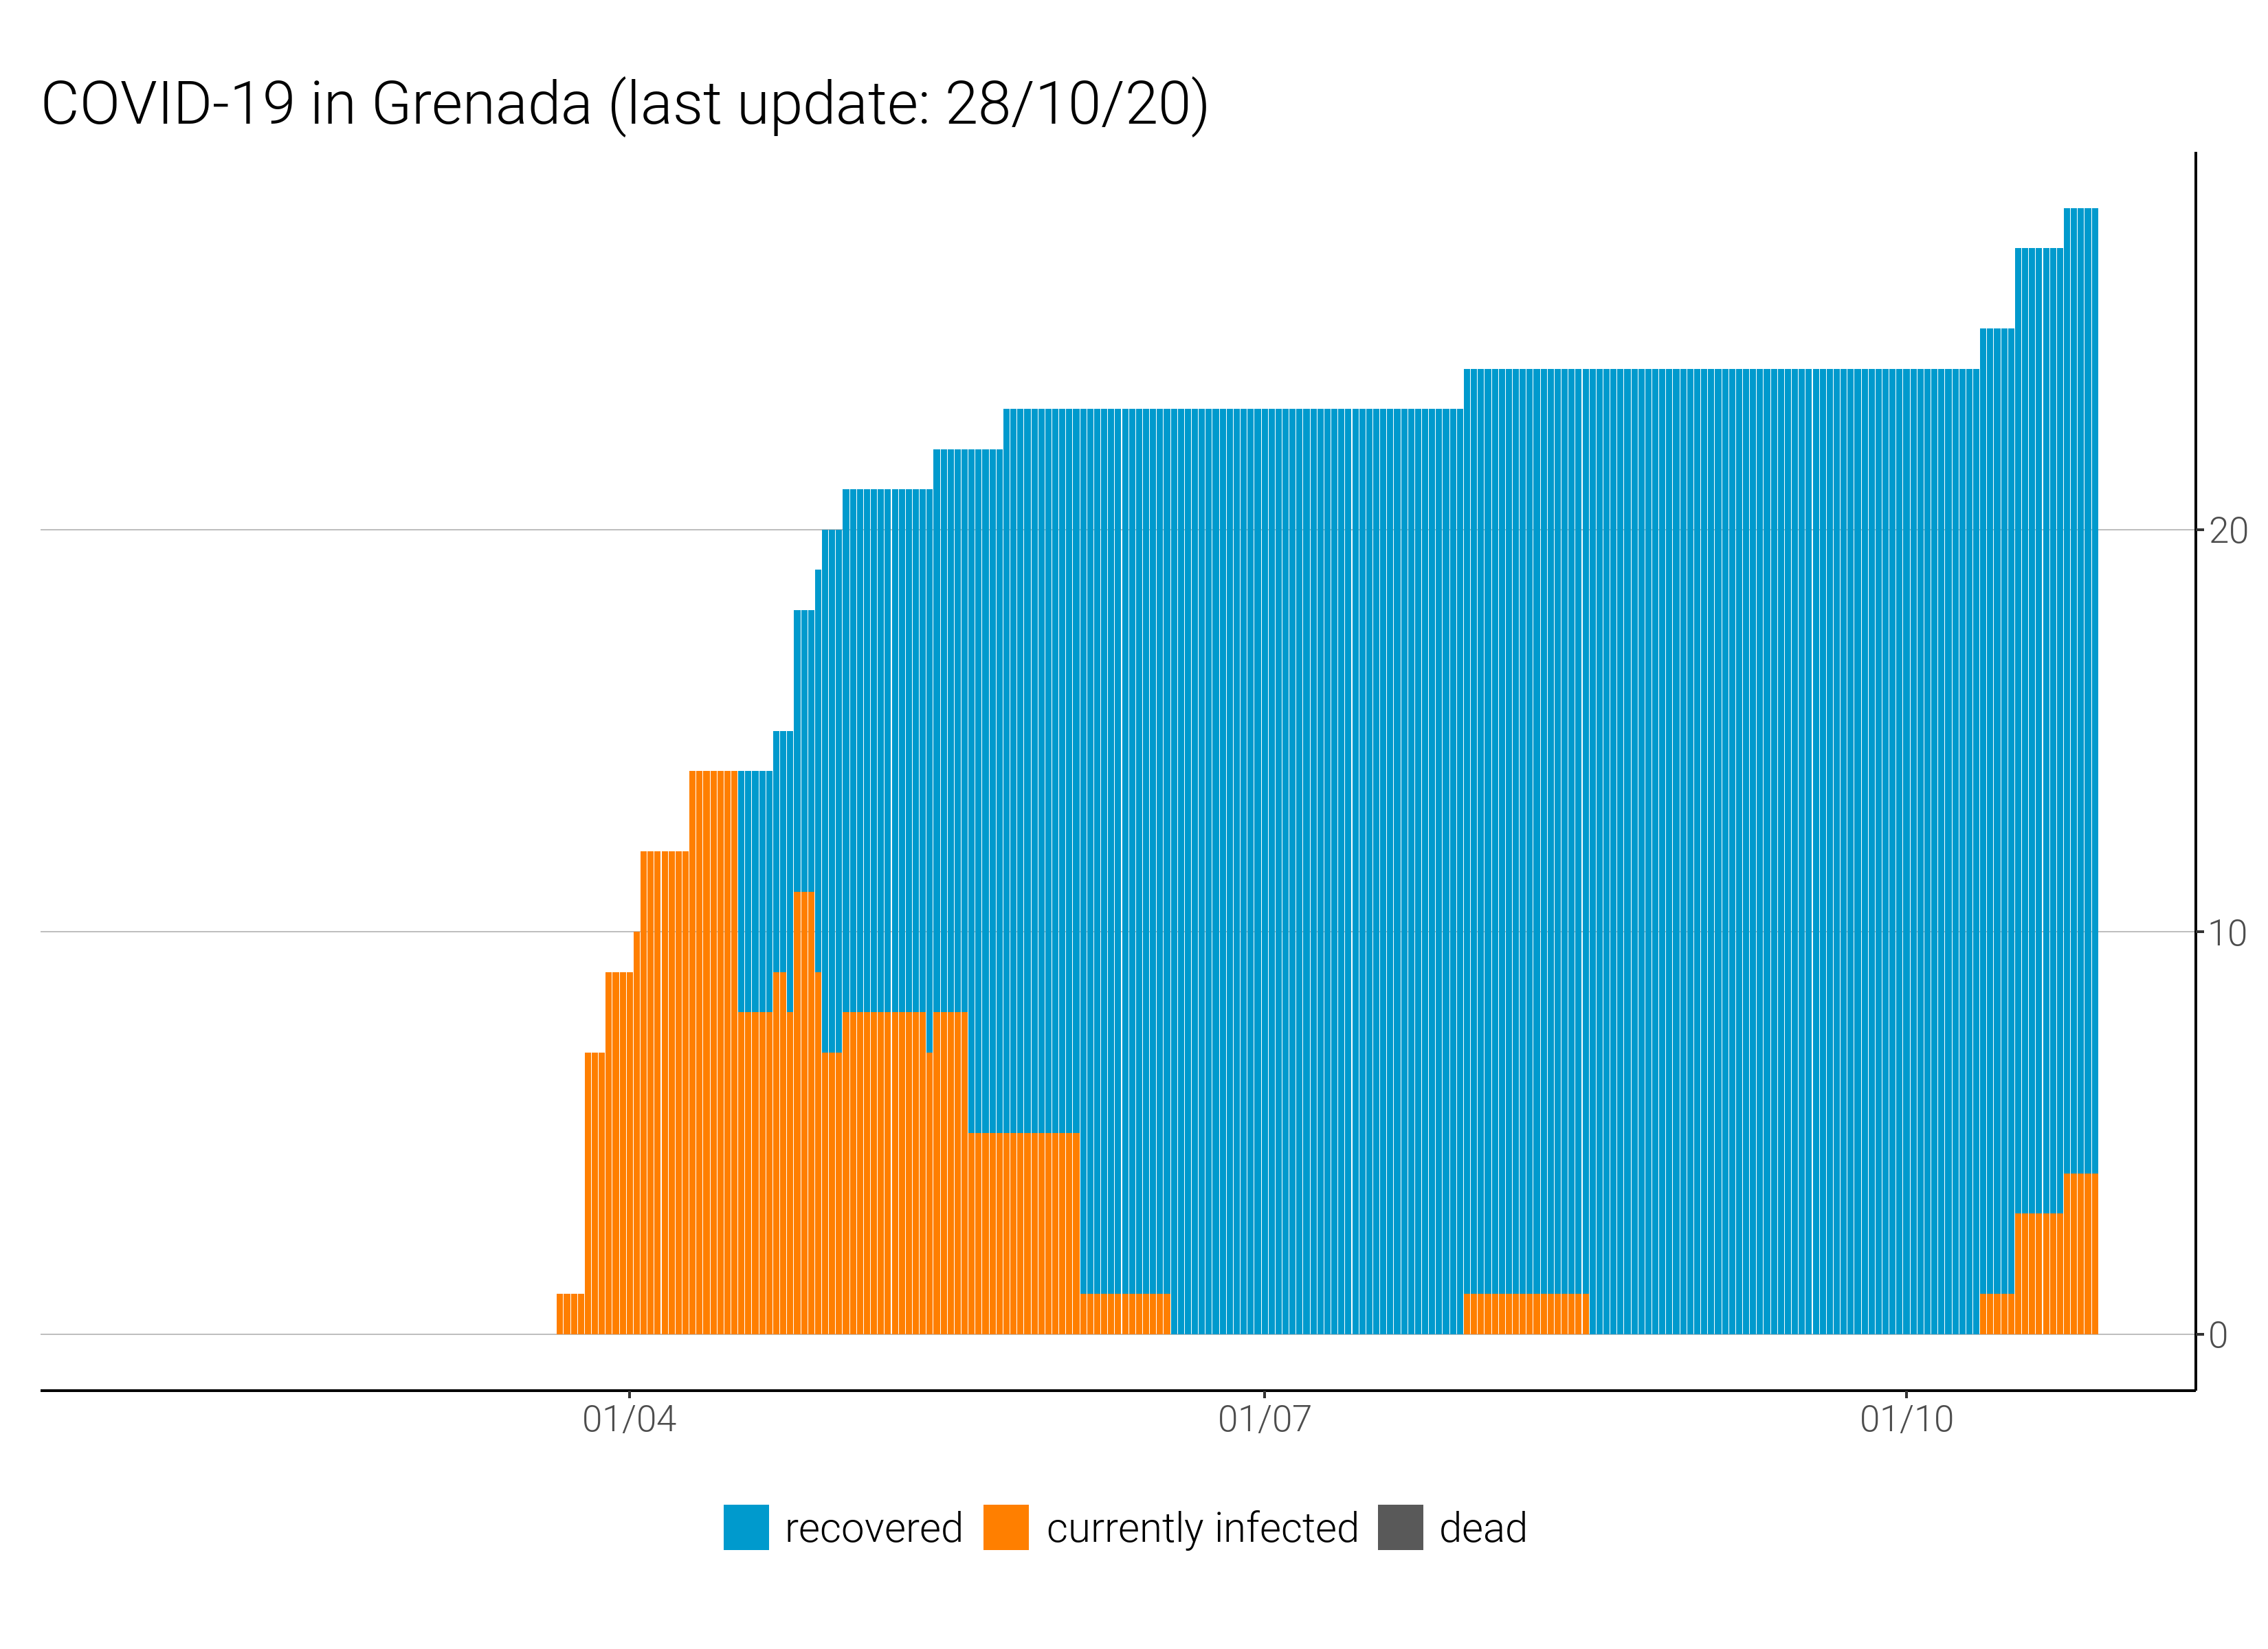 COVID-19 in Grenada (last update: 28/10/20)
20
10
0
01/04 01/07 01/10
recovered currently infected dead